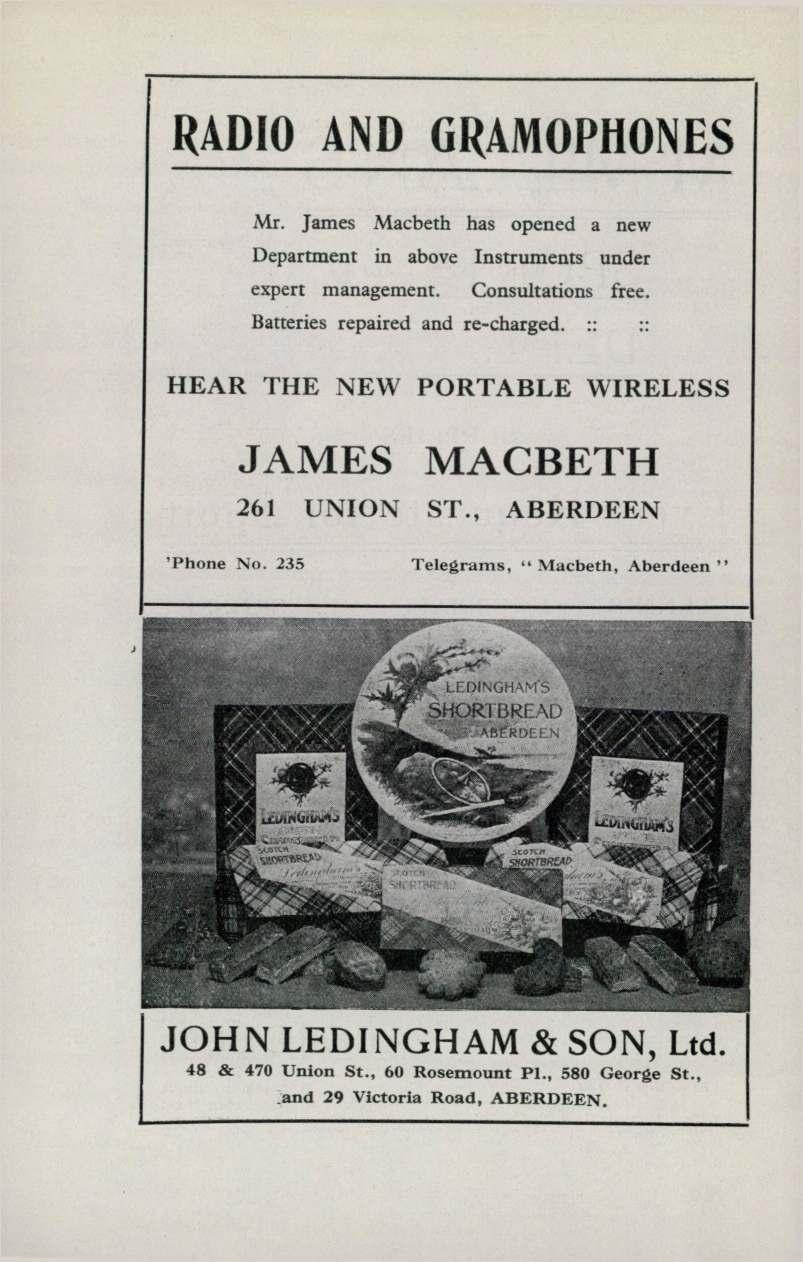 RADIO AND GRAMOPHONES
Mr. James Macbeth has opened a new
Department in above Instruments under
expert management. Consultations free.
Batteries repaired and re-charged. :: ::
HEAR THE NEW PORTABLE WIRELESS
JAMES MACBETH
261 UNION ST., ABERDEEN
'Phone No. 235 Telegrams, “ Macbeth, Aberdeen ”
LEDINGHAM'S
SHORTBREAD
ABERDEEN
LEDINGHAM'S
LEDINGHAM'S
SCOTCH
SHORTBREAD
Ledingham's
SCOTCH
SHORTBREAD
SCOTCH
SHORTBREAD
JOHN LEDINGHAM & SON, Ltd.
48 & 470 Union St., 60 Rosemount Pl., 580 George St.,
and 29 Victoria Road, ABERDEEN.